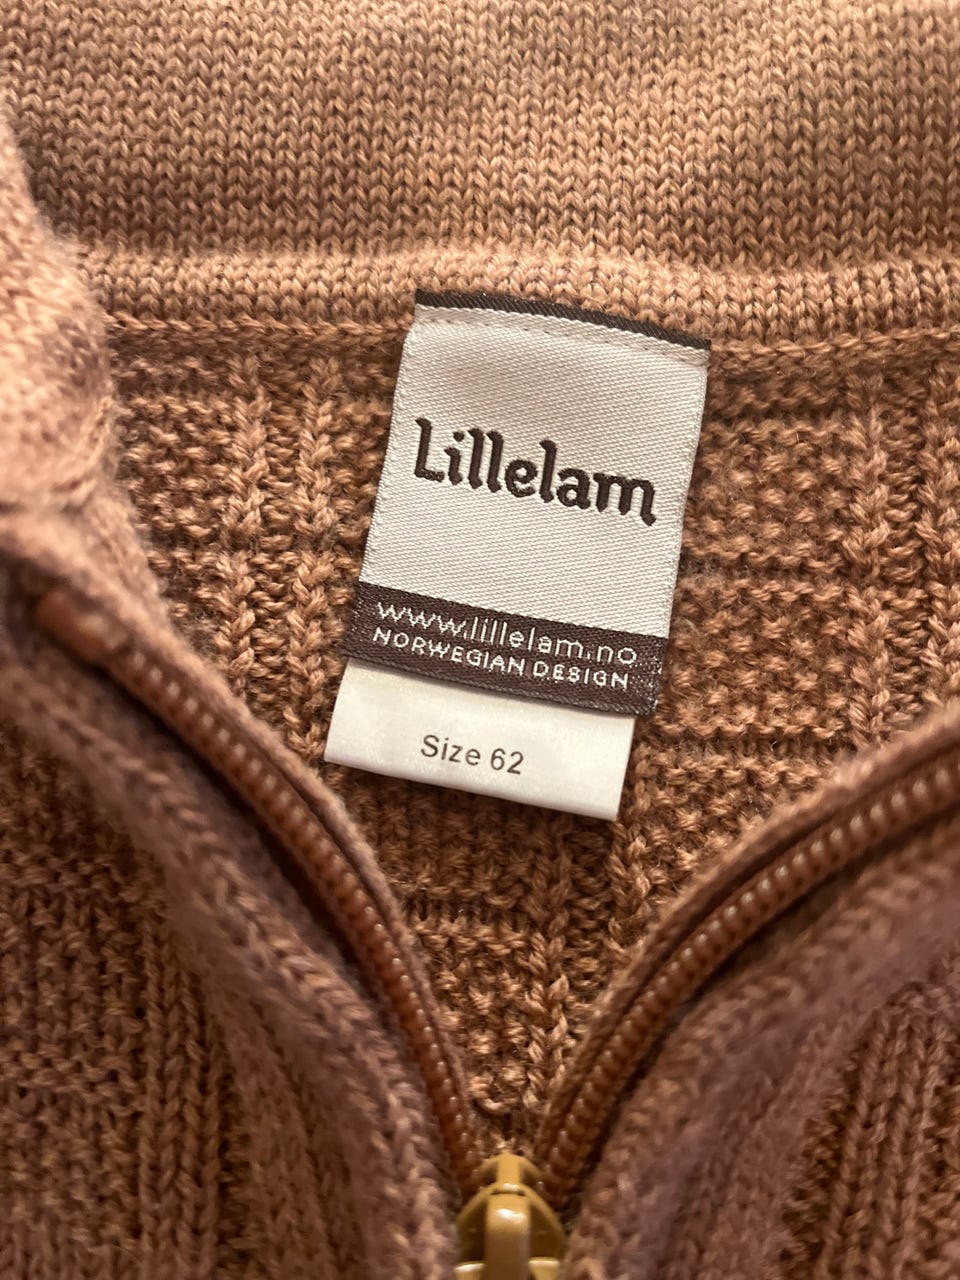 Lillelam
www.lillelam.no
NORWEGIAN DESIGN
Size 62